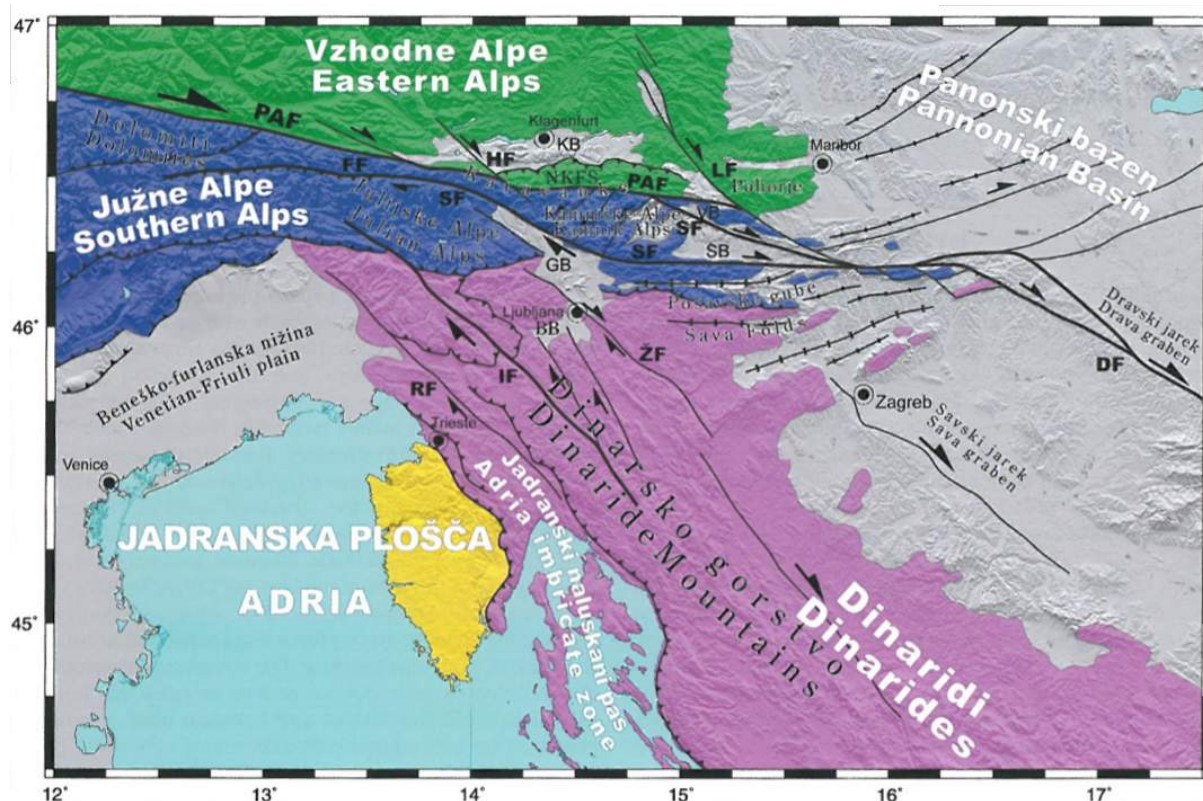 47°
46°
45°
12°
13°
14°
15°
16°
17°
Vzhodne Alpe
Eastern Alps
Panonski bazen
Pannonian Basin
PAF
Dolomiti
Dolomites
Klagenfurt
KB
Maribor
HF
FF
NKFS
Karavanke
PAF
LF
Pohorje
SF
Južne Alpe
Southern Alps
Julijske Alpe
Julian Alps
Kamniške Alpe
Kamnik Alps
VB
SF
SF
SB
GB
Posavske gube
Sava Folds
Ljubljana
BB
ŽF
Dravski jarek
Drava graben
DF
Beneško-furlanska nižina
Venetian-Friuli plain
IF
RF
Trieste
Zagreb
Savski jarek
Sava graben
Venice
Dinarsko gorstvo
Dinaride Mountains
JADRANSKA PLOŠČA
ADRIA
Jadranski naluskani pas
Adria imbricate zone
Dinaridi
Dinarides